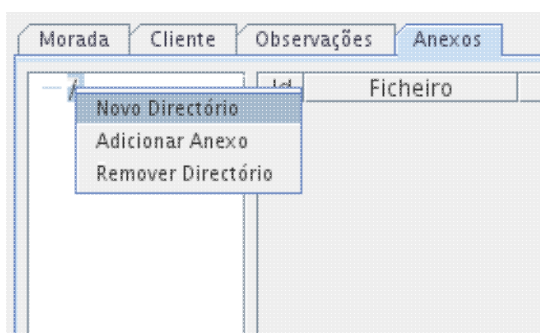 Morada Cliente Observações Anexos
/ Id Ficheiro
Novo Directório
Adicionar Anexo
Remover Directório